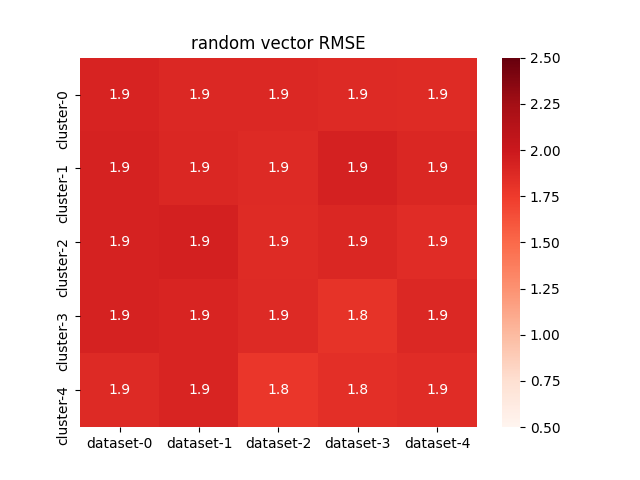 random vector RMSE
cluster-0 1.9 1.9 1.9 1.9 1.9
cluster-1 1.9 1.9 1.9 1.9 1.9
cluster-2 1.9 1.9 1.9 1.9 1.9
cluster-3 1.9 1.9 1.9 1.8 1.9
cluster-4 1.9 1.9 1.8 1.8 1.9
dataset-0 dataset-1 dataset-2 dataset-3 dataset-4
2.50
2.25
2.00
1.75
1.50
1.25
1.00
0.75
0.50